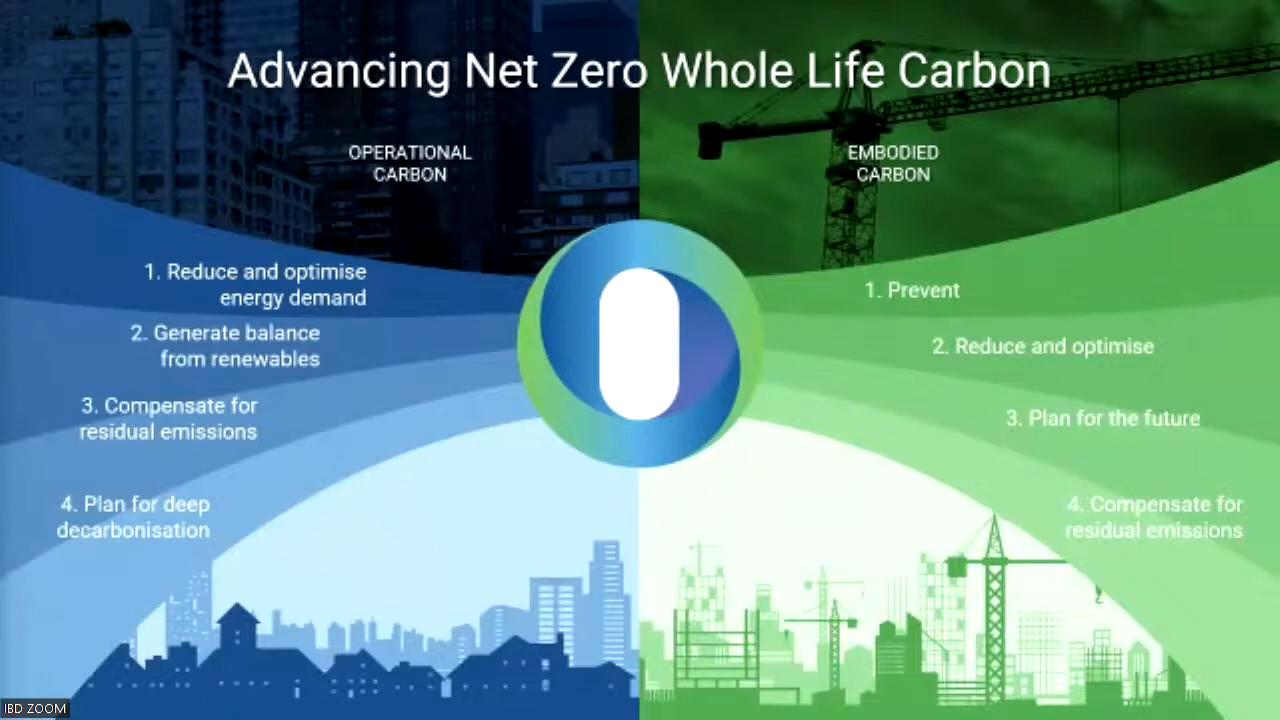 Advancing Net Zero Whole Life Carbon
OPERATIONAL
CARBON
1. Reduce and optimise
energy demand
2. Generate balance
from renewables
3. Compensate for
residual emissions
4. Plan for deep
decarbonisation
EMBODIED
CARBON
1. Prevent
2. Reduce and optimise
3. Plan for the future
4. Compensate for
residual emissions
IBD ZOOM